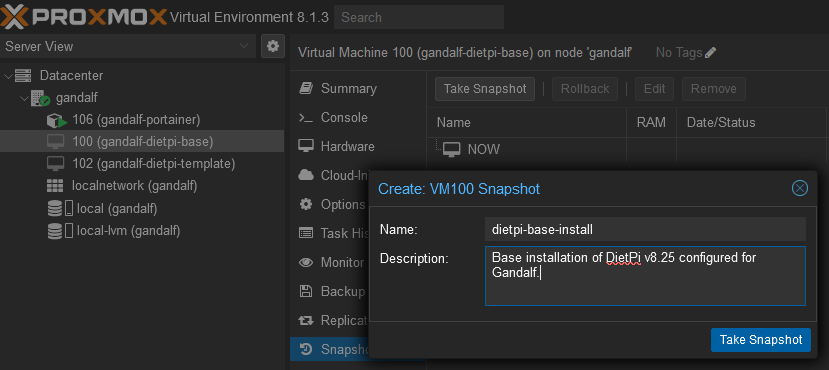 PROXMOX Virtual Environment 8.1.3 Search
Server View
Datacenter
gandalf
106 (gandalf-portainer)
100 (gandalf-dietpi-base)
102 (gandalf-dietpi-template)
localnetwork (gandalf)
local (gandalf)
local-lvm (gandalf)
Virtual Machine 100 (gandalf-dietpi-base) on node 'gandalf' No Tags
Summary
Console
Hardware
Cloud-In
Options
Task His
Monitor
Backup
Replicat
Snapsho
Take Snapshot Rollback Edit Remove
Name RAM Date/Status
NOW
Create: VM100 Snapshot
Name: dietpi-base-install
Description: Base installation of DietPi v8.25 configured for
Gandalf.
Take Snapshot